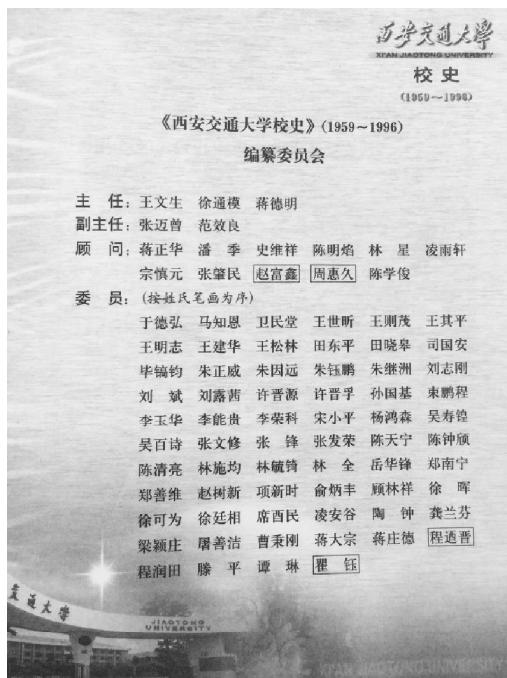 西安交通大学
XI'AN JIAOTONG UNIVERSITY
校史
(1959~1996)
《西安交通大学校史》(1959~1996)
编纂委员会
主 任：王文生 徐通模 蒋德明
副主任：张迈曾 范效良
顾 问：蒋正华 潘 季 史维祥 陈明焰 林 星 凌雨轩
宗慎元 张肇民 赵富鑫 周惠久 陈学俊
委 员：(按姓氏笔画为序)
于德弘 马知恩 卫民堂 王世昕 王则茂 王其平
王明志 王建华 王松林 田东平 田晓皋 司国安
毕镐钧 朱正威 朱因远 朱钰鹏 朱继洲 刘志刚
刘 斌 刘露茜 许晋源 许晋孚 孙国基 束鹏程
李玉华 李能贵 李荣科 宋小平 杨鸿森 吴寿锽
吴百诗 张文修 张 锋 张发荣 陈天宁 陈钟颀
陈清亮 林施均 林毓锜 林 全 岳华锋 郑南宁
郑善维 赵树新 项新时 俞炳丰 顾林祥 徐 晖
徐可为 徐廷相 席酉民 凌安谷 陶 钟 龚兰芬
梁颖庄 屠善洁 曹秉刚 蒋大宗 蒋庄德 程迺晋
程润田 滕 平 谭 琳 瞿 钰
交通大学
JIAOTONG
UNIVERSITY
XI'AN JIAOTONG UNIVERSITY